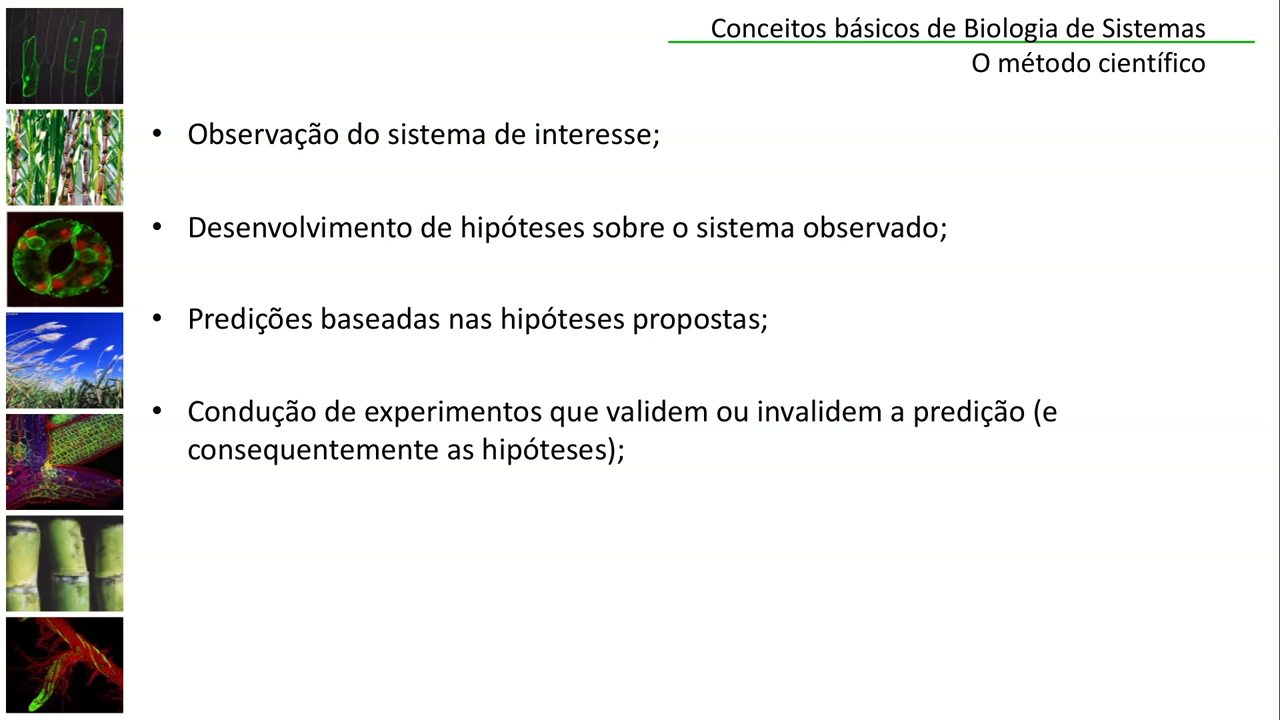 Conceitos básicos de Biologia de Sistemas
O método científico
• Observação do sistema de interesse;
• Desenvolvimento de hipóteses sobre o sistema observado;
• Predições baseadas nas hipóteses propostas;
• Condução de experimentos que validem ou invalidem a predição (e
consequentemente as hipóteses);